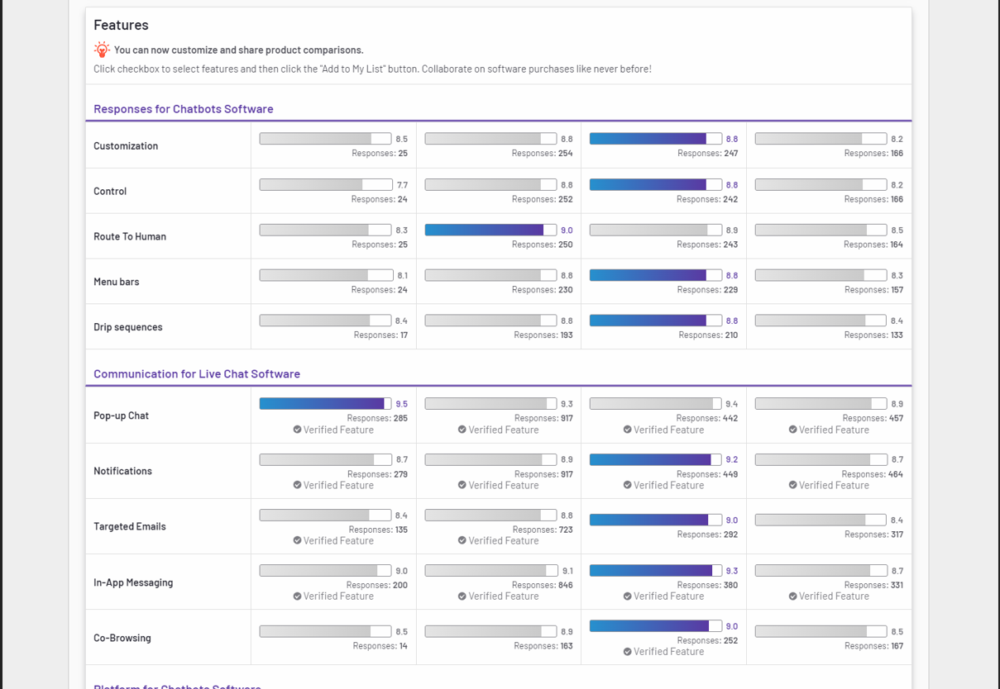 Features
You can now customize and share product comparisons.
Click checkbox to select features and then click the "Add to My List" button. Collaborate on software purchases like never before!
Responses for Chatbots Software
Customization
8.5
Responses: 25
8.8
Responses: 254
8.8
Responses: 247
8.2
Responses: 166
Control
7.7
Responses: 24
8.8
Responses: 252
8.8
Responses: 242
8.2
Responses: 166
Route To Human
8.3
Responses: 25
9.0
Responses: 250
8.9
Responses: 243
8.5
Responses: 164
Menu bars
8.1
Responses: 24
8.8
Responses: 230
8.8
Responses: 229
8.3
Responses: 157
Drip sequences
8.4
Responses: 17
8.8
Responses: 193
8.8
Responses: 210
8.4
Responses: 133
Communication for Live Chat Software
Pop-up Chat
9.5
Responses: 285
Verified Feature
9.3
Responses: 917
Verified Feature
9.4
Responses: 442
Verified Feature
8.9
Responses: 457
Verified Feature
Notifications
8.7
Responses: 279
Verified Feature
8.9
Responses: 917
Verified Feature
9.2
Responses: 449
Verified Feature
8.7
Responses: 464
Verified Feature
Targeted Emails
8.4
Responses: 135
Verified Feature
8.8
Responses: 723
Verified Feature
9.0
Responses: 292
8.4
Responses: 317
In-App Messaging
9.0
Responses: 200
Verified Feature
9.1
Responses: 846
Verified Feature
9.3
Responses: 380
Verified Feature
8.7
Responses: 331
Verified Feature
Co-Browsing
8.5
Responses: 14
8.9
Responses: 163
9.0
Responses: 252
Verified Feature
8.5
Responses: 167
Platform for Chatbots Software